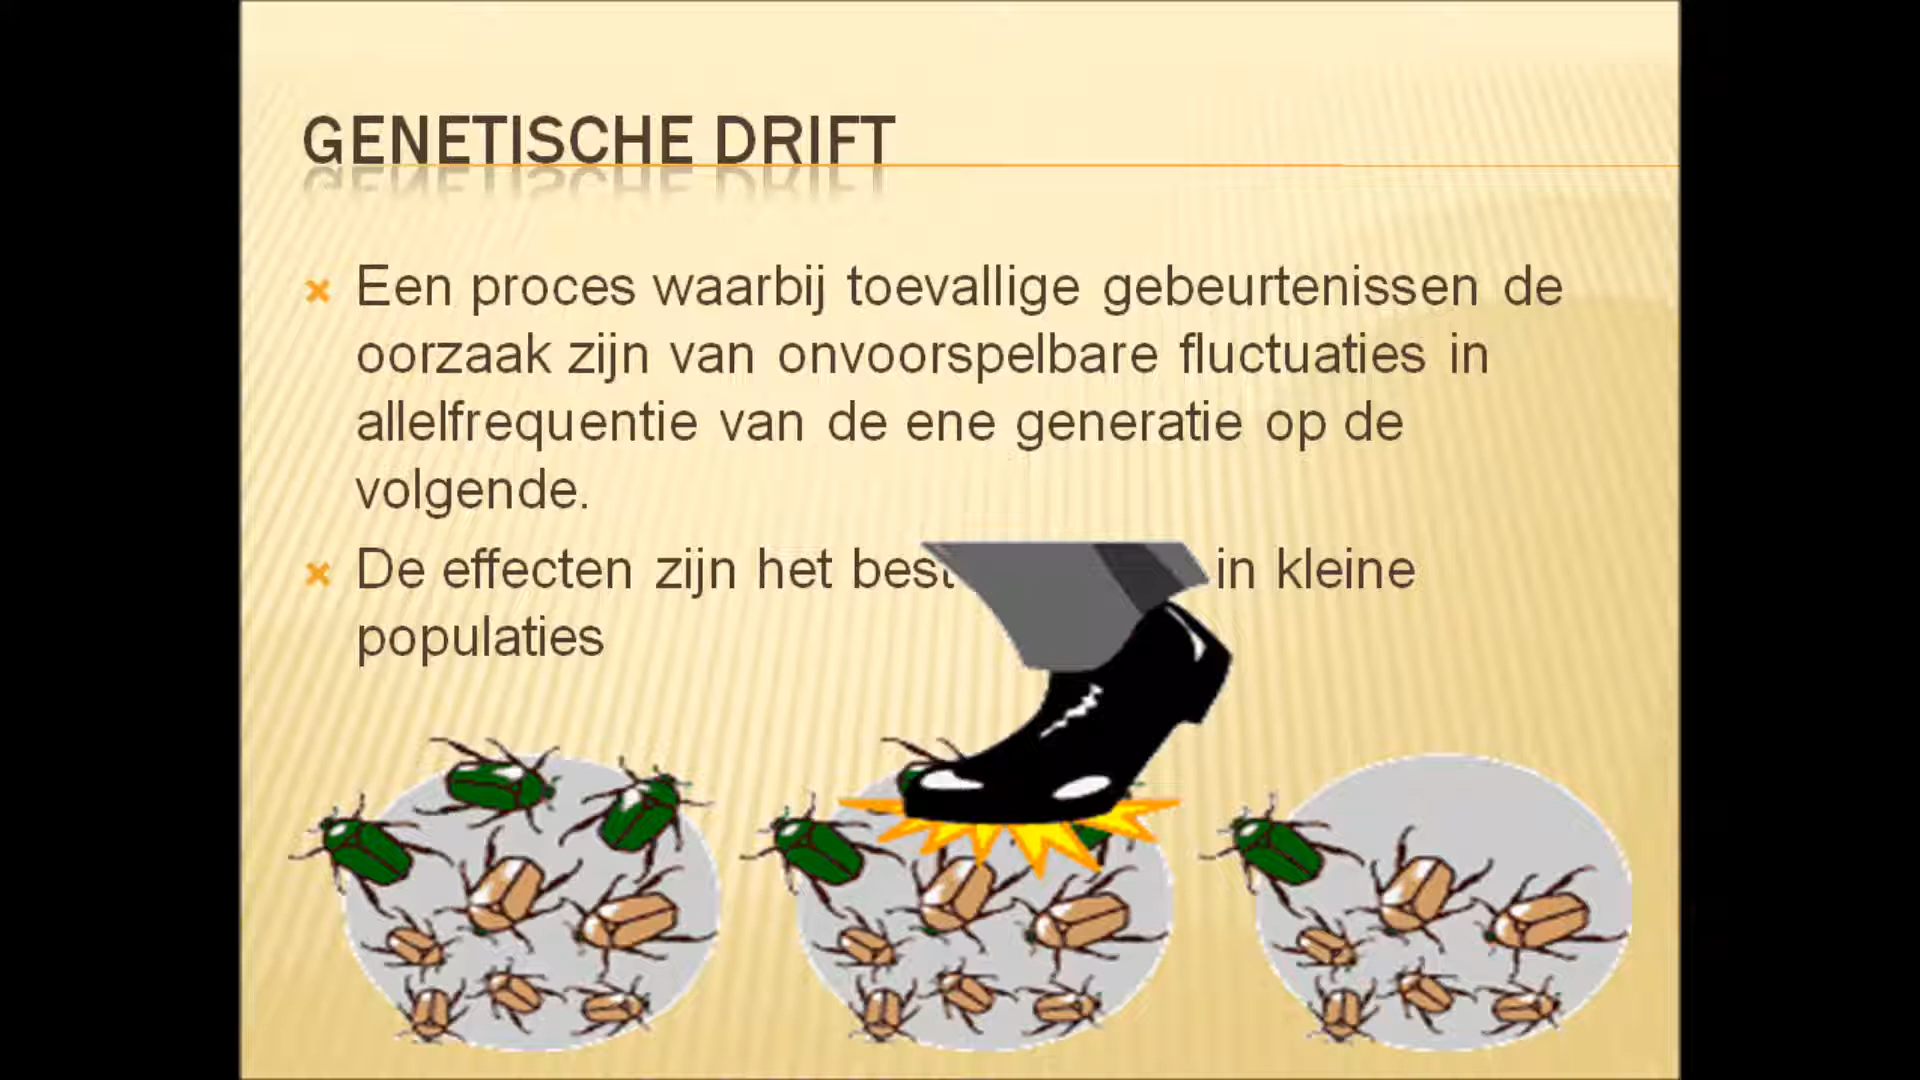 GENETISCHE DRIFT
Een proces waarbij toevallige gebeurtenissen de
oorzaak zijn van onvoorspelbare fluctuaties in
allelfrequentie van de ene generatie op de
volgende.
De effecten zijn het best in kleine
populaties